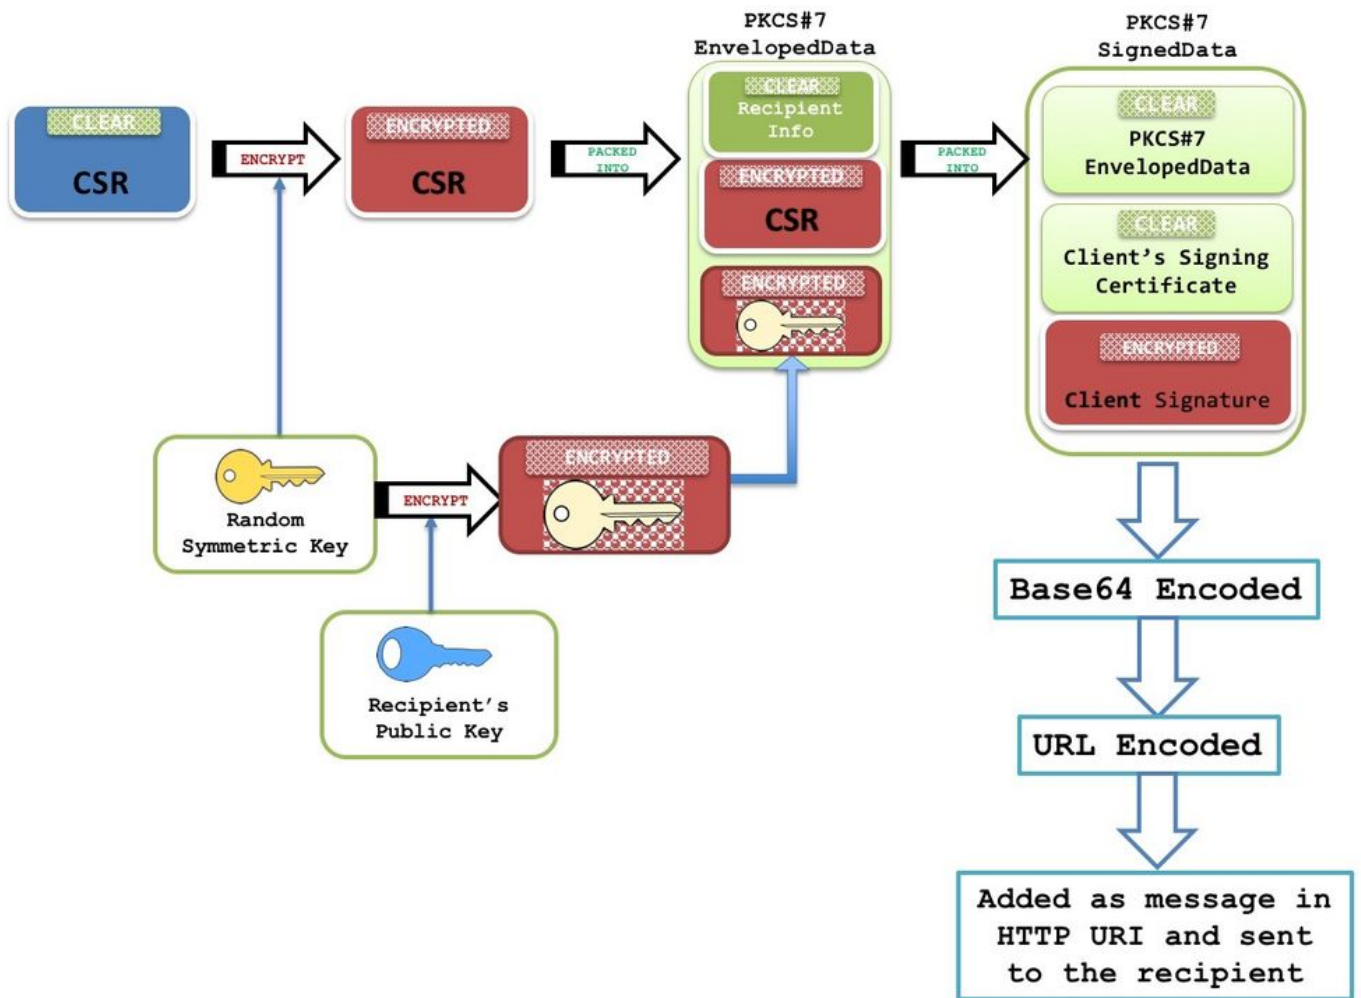 PKCS#7
EnvelopedData
PKCS#7
SignedData
CLEAR
CSR
ENCRYPT
ENCRYPTED
CSR
PACKED
INTO
CLEAR
Recipient
Info
ENCRYPTED
CSR
ENCRYPTED
PACKED
INTO
CLEAR
PKCS#7
EnvelopedData
CLEAR
Client’s Signing
Certificate
ENCRYPTED
Client Signature
Random
Symmetric Key
ENCRYPT
ENCRYPTED
Recipient’s
Public Key
Base64 Encoded
URL Encoded
Added as message in
HTTP URI and sent
to the recipient